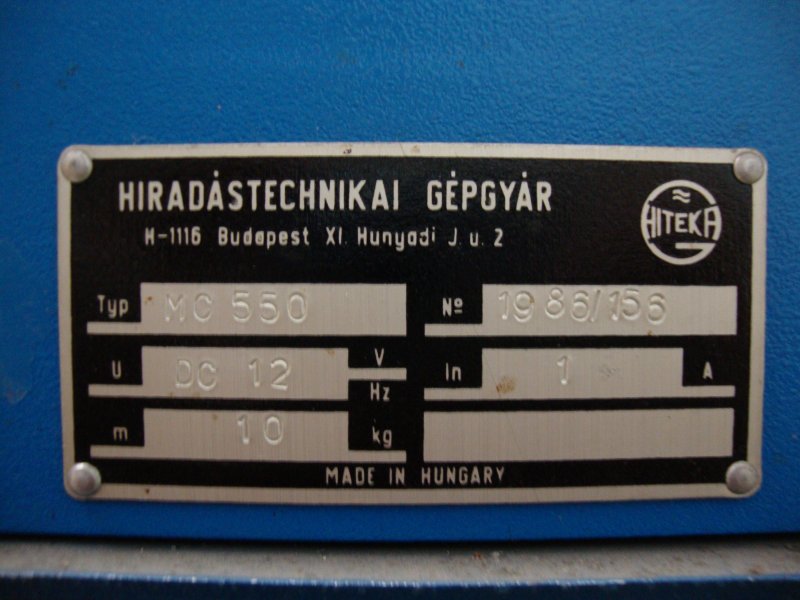 HIRADÁSTECHNIKAI GÉPGYÁR
H-1116 Budapest XI. Hunyadi J. u. 2
HITEKA
Typ MC 550 Nº 1986/156
U DC 12 V Hz In 1 A
m 10 kg
MADE IN HUNGARY